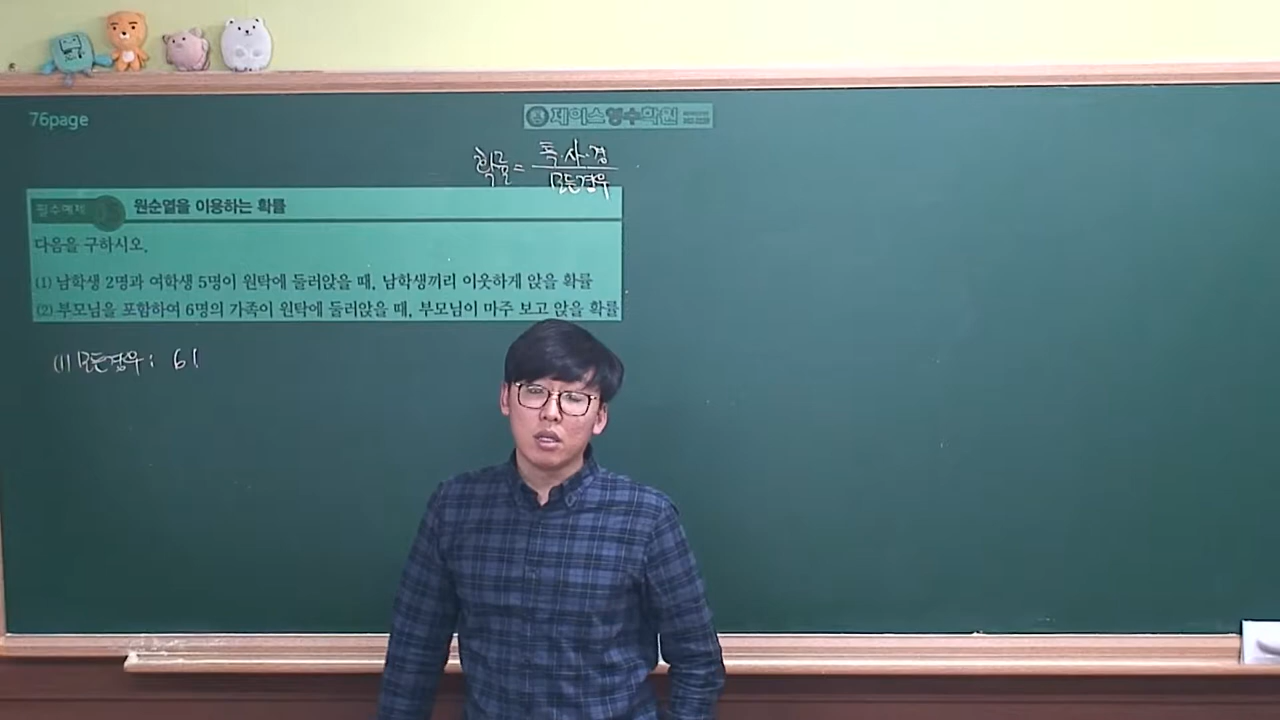 76page
제이스영수학원
확률 = 특.사.경 / 모든경우
필수예제
원순열을 이용하는 확률
다음을 구하시오.
(1) 남학생 2명과 여학생 5명이 원탁에 둘러앉을 때, 남학생끼리 이웃하게 앉을 확률
(2) 부모님을 포함하여 6명의 가족이 원탁에 둘러앉을 때, 부모님이 마주 보고 앉을 확률
(1) 모든경우: 6!